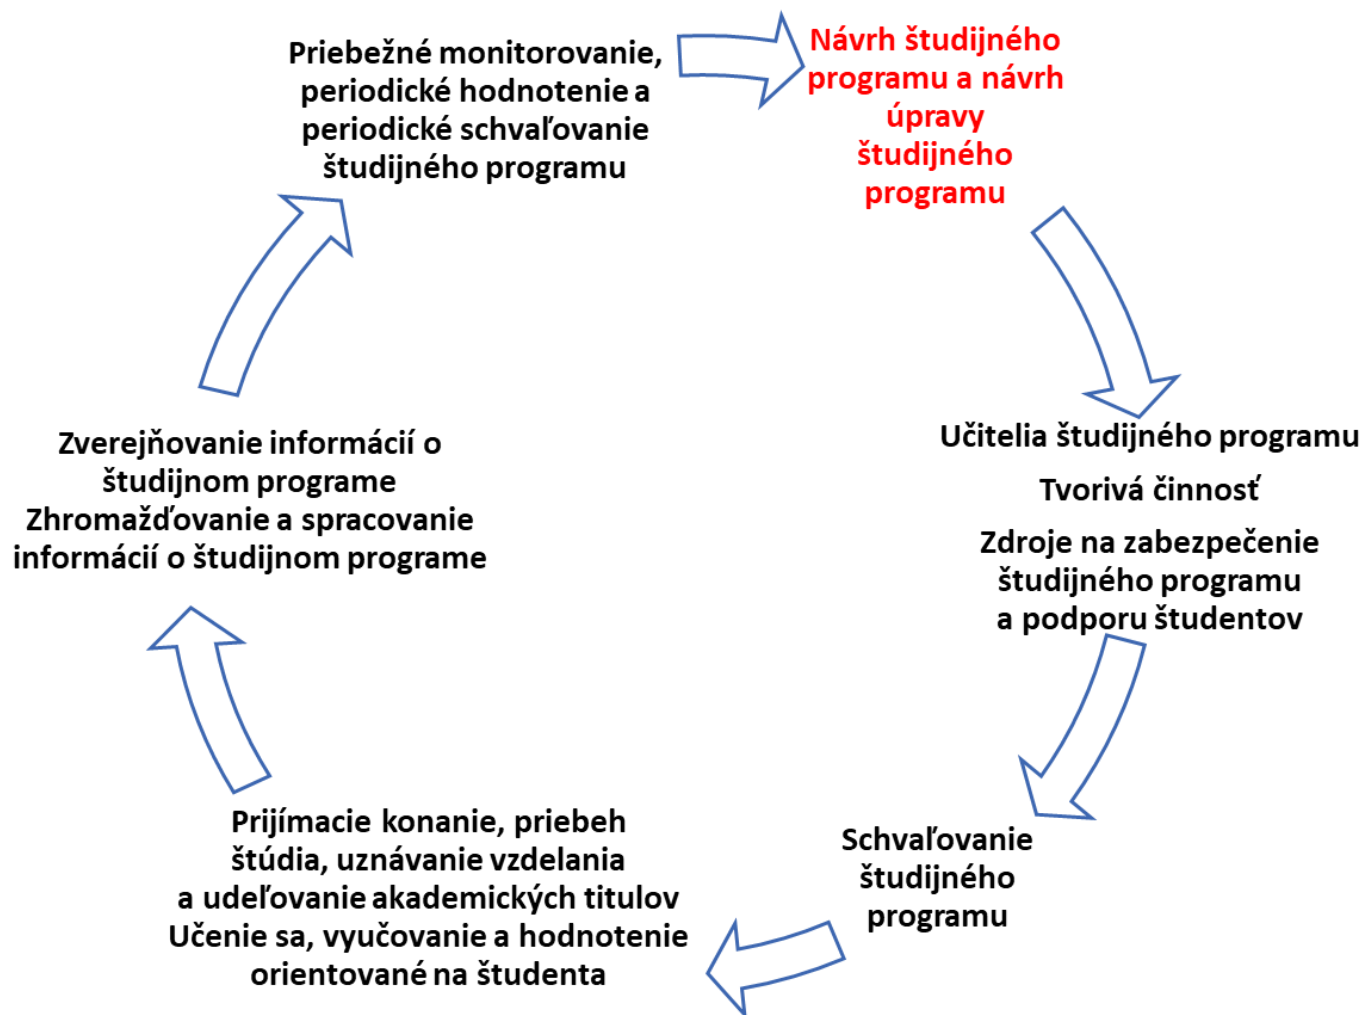 Priebežné monitorovanie,
periodické hodnotenie a
periodické schvaľovanie
študijného programu
Návrh študijného
programu a návrh
úpravy
študijného
programu
Učitelia študijného programu
Tvorivá činnosť
Zdroje na zabezpečenie
študijného programu
a podporu študentov
Schvaľovanie
študijného
programu
Prijímacie konanie, priebeh
štúdia, uznávanie vzdelania
a udeľovanie akademických titulov
Učenie sa, vyučovanie a hodnotenie
orientované na študenta
Zverejňovanie informácií o
študijnom programe
Zhromažďovanie a spracovanie
informácií o študijnom programe